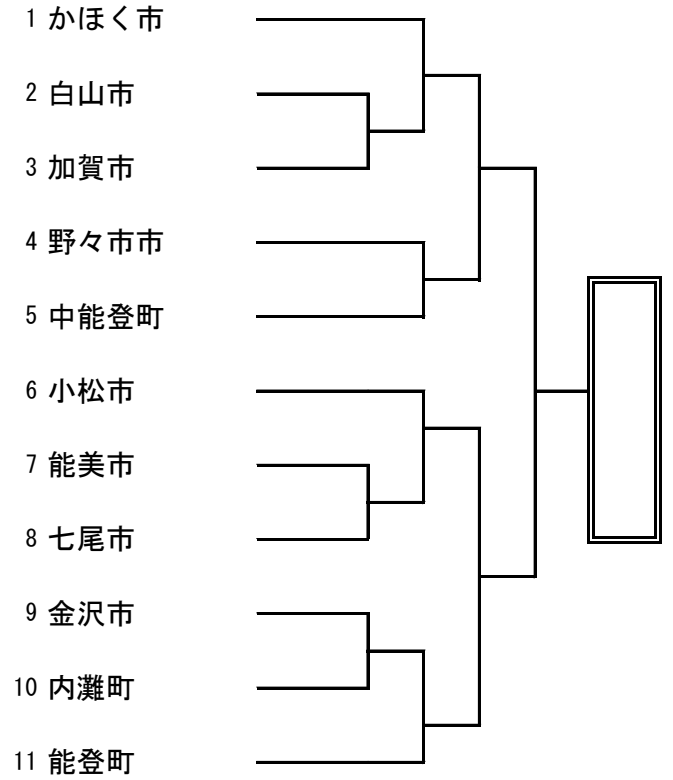 1 かほく市
2 白山市
3 加賀市
4 野々市市
5 中能登町
6 小松市
7 能美市
8 七尾市
9 金沢市
10 内灘町
11 能登町